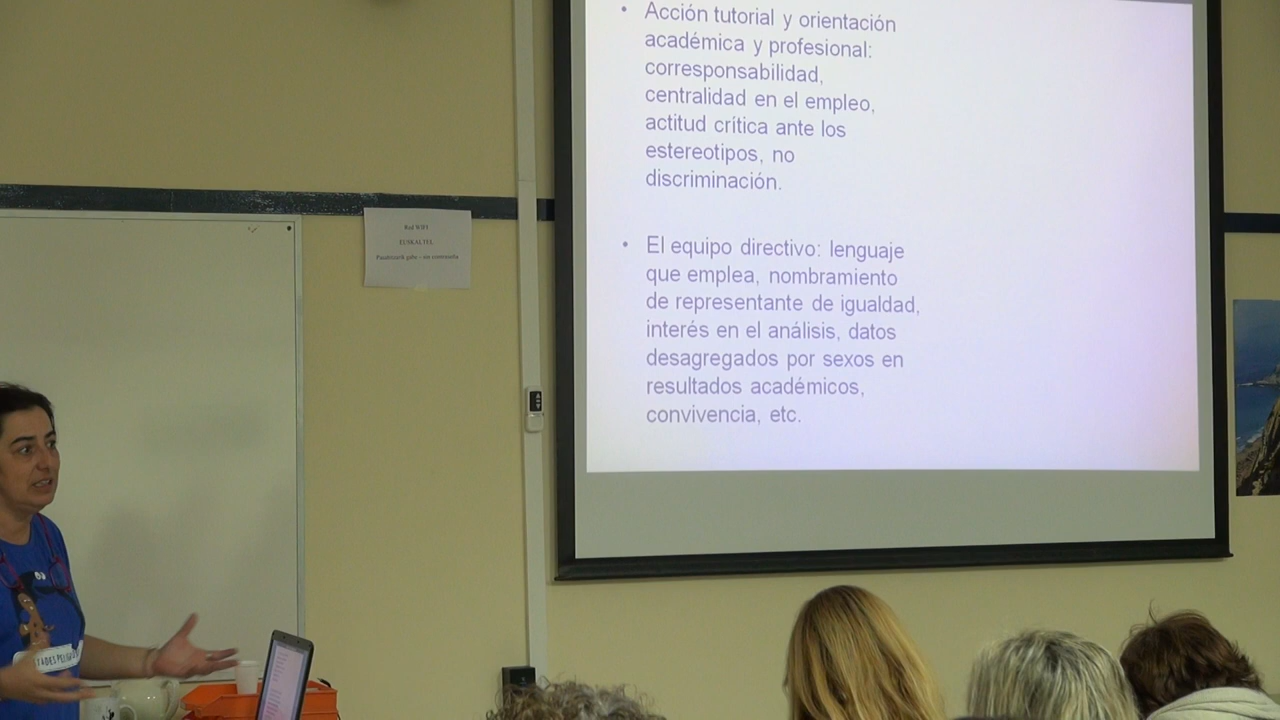 • Acción tutorial y orientación
académica y profesional:
corresponsabilidad,
centralidad en el empleo,
actitud crítica ante los
estereotipos, no
discriminación.
• El equipo directivo: lenguaje
que emplea, nombramiento
de representante de igualdad,
interés en el análisis, datos
desagregados por sexos en
resultados académicos,
convivencia, etc.
Red WIFI
EUSKALTEL